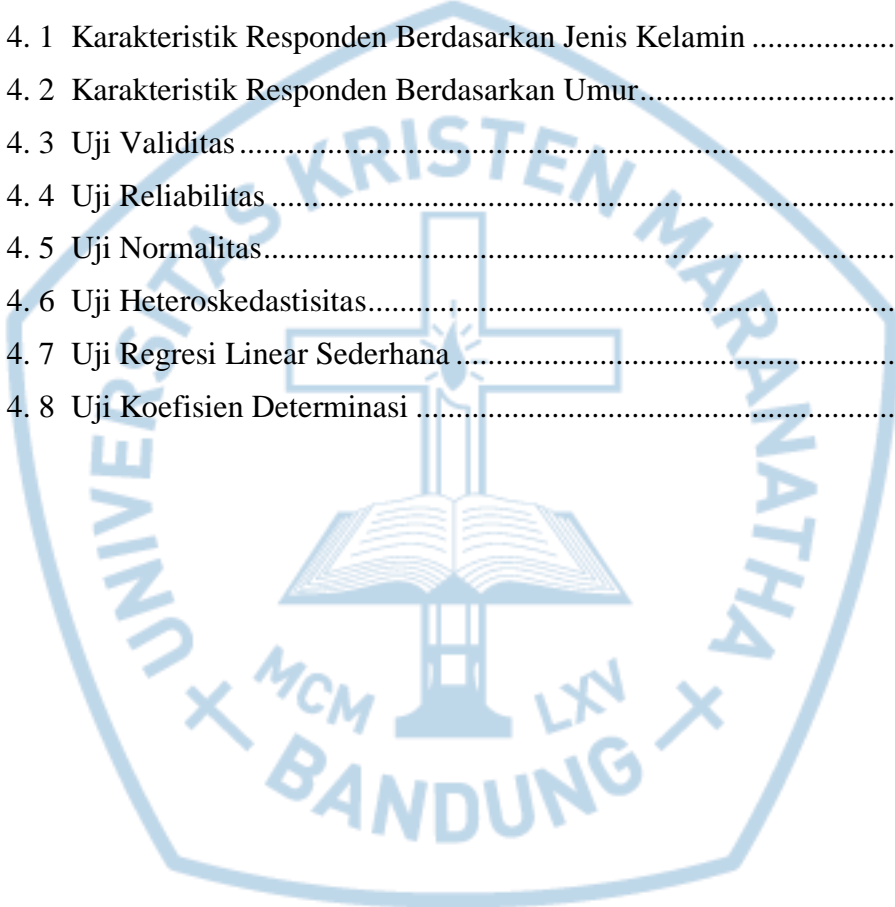 4. 1 Karakteristik Responden Berdasarkan Jenis Kelamin ..................
4. 2 Karakteristik Responden Berdasarkan Umur................................
4. 3 Uji Validitas ..................................................................................
4. 4 Uji Reliabilitas ..............................................................................
4. 5 Uji Normalitas...............................................................................
4. 6 Uji Heteroskedastisitas..................................................................
4. 7 Uji Regresi Linear Sederhana .......................................................
4. 8 Uji Koefisien Determinasi ............................................................
UNIVERSITAS KRISTEN MARANATHA
MCM LXV
BANDUNG